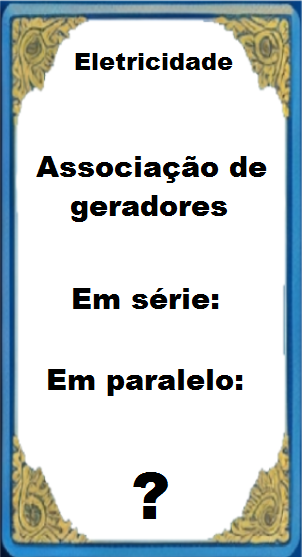 Eletricidade
Associação de
geradores
Em série:
Em paralelo:
?